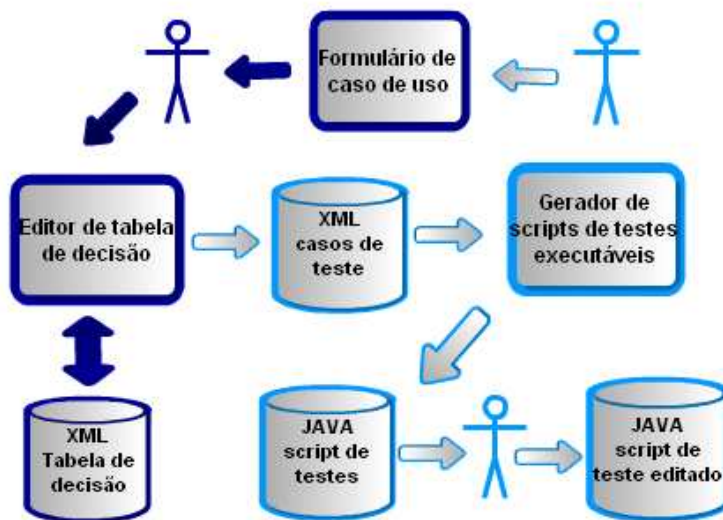 Formulário de
caso de uso
Editor de tabela
de decisão
XML
casos de
teste
Gerador de
scripts de testes
executáveis
XML
Tabela de
decisão
JAVA
script de
testes
JAVA
script de
teste editado